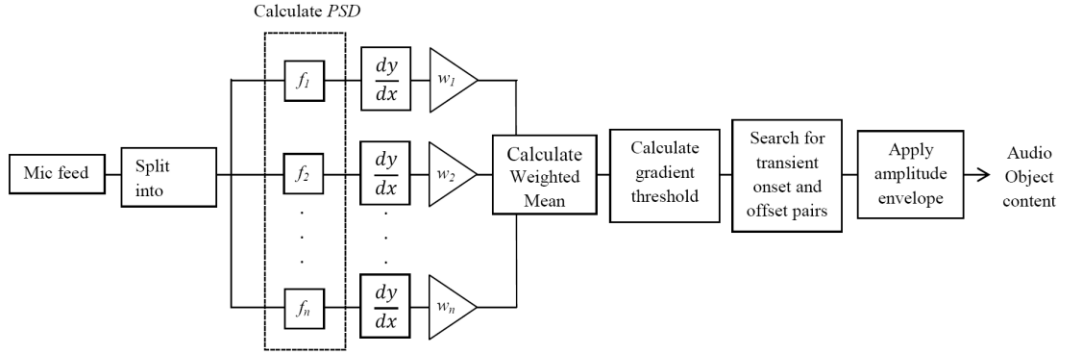 Calculate PSD
Mic feed
Split
into
f1
dy
dx
w1
f2
dy
dx
w2
.
.
.
.
.
.
fn
dy
dx
wn
Calculate
Weighted
Mean
Calculate
gradient
threshold
Search for
transient
onset and
offset pairs
Apply
amplitude
envelope
Audio
Object
content